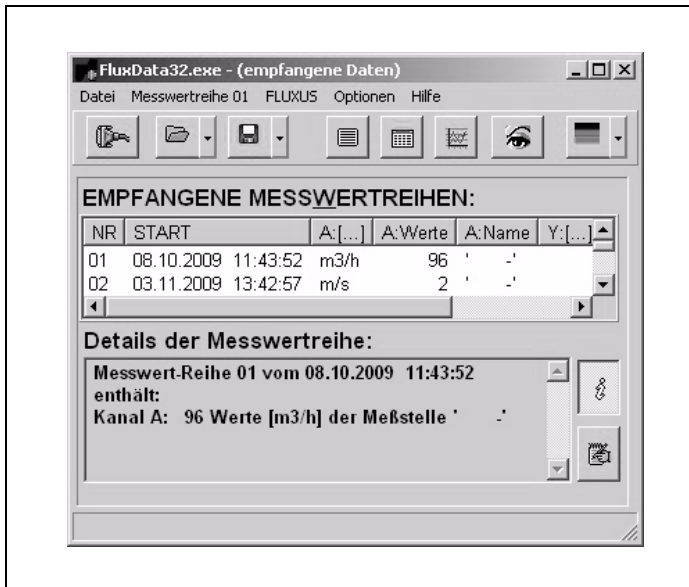 FluxData32.exe - (empfangene Daten)
Datei Messwertreihe 01 FLUXUS Optionen Hilfe
EMPFANGENE MESSWERTREIHEN:
NR START A:[...] A:Werte A:Name Y:[...]
01 08.10.2009 11:43:52 m3/h 96 ' -'
02 03.11.2009 13:42:57 m/s 2 ' -'
Details der Messwertreihe:
Messwert-Reihe 01 vom 08.10.2009 11:43:52
enthält:
Kanal A: 96 Werte [m3/h] der Meßstelle ' -'